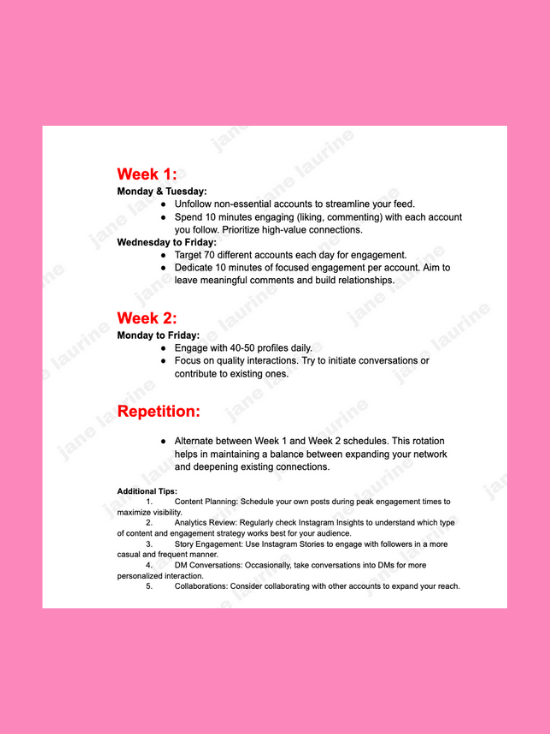 Week 1:
Monday & Tuesday:
● Unfollow non-essential accounts to streamline your feed.
● Spend 10 minutes engaging (liking, commenting) with each account
you follow. Prioritize high-value connections.
Wednesday to Friday:
● Target 70 different accounts each day for engagement.
● Dedicate 10 minutes of focused engagement per account. Aim to
leave meaningful comments and build relationships.
Week 2:
Monday to Friday:
● Engage with 40-50 profiles daily.
● Focus on quality interactions. Try to initiate conversations or
contribute to existing ones.
Repetition:
● Alternate between Week 1 and Week 2 schedules. This rotation
helps in maintaining a balance between expanding your network
and deepening existing connections.
Additional Tips:
1. Content Planning: Schedule your own posts during peak engagement times to
maximize visibility.
2. Analytics Review: Regularly check Instagram Insights to understand which type
of content and engagement strategy works best for your audience.
3. Story Engagement: Use Instagram Stories to engage with followers in a more
casual and frequent manner.
4. DM Conversations: Occasionally, take conversations into DMs for more
personalized interaction.
5. Collaborations: Consider collaborating with other accounts to expand your reach.
jane laurine